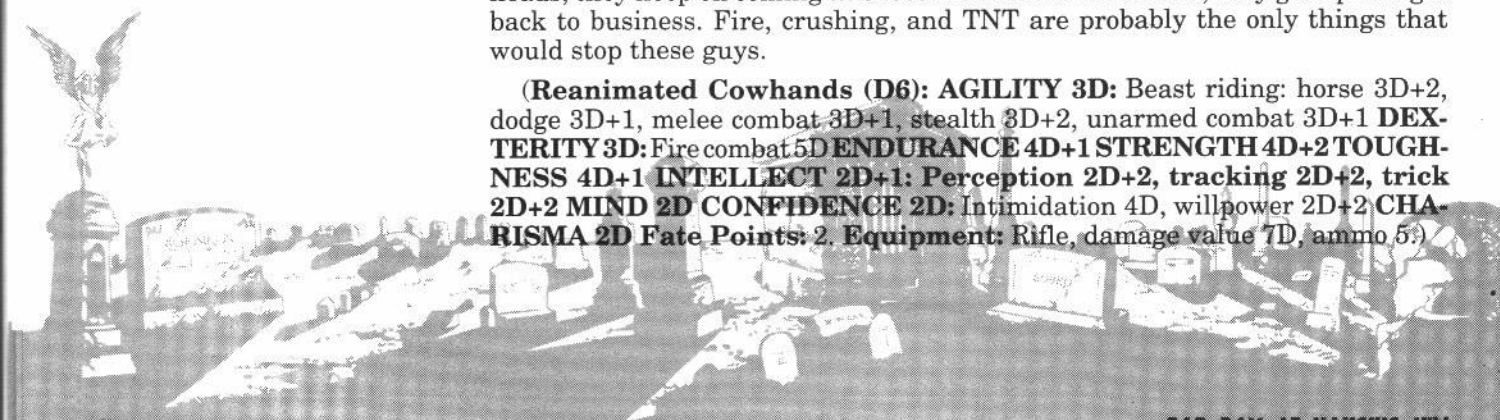 back to business. Fire, crushing, and TNT are probably the only things that
would stop these guys.
(Reanimated Cowhands (D6): AGILITY 3D: Beast riding: horse 3D+2,
dodge 3D+1, melee combat 3D+1, stealth 3D+2, unarmed combat 3D+1 DEX-
TERITY 3D: Fire combat 5D ENDURANCE 4D+1 STRENGTH 4D+2 TOUGH-
NESS 4D+1 INTELLECT 2D+1: Perception 2D+2, tracking 2D+2, trick
2D+2 MIND 2D CONFIDENCE 2D: Intimidation 4D, willpower 2D+2 CHA-
RISMA 2D Fate Points: 2. Equipment: Rifle, damage value 7D, ammo 5.)